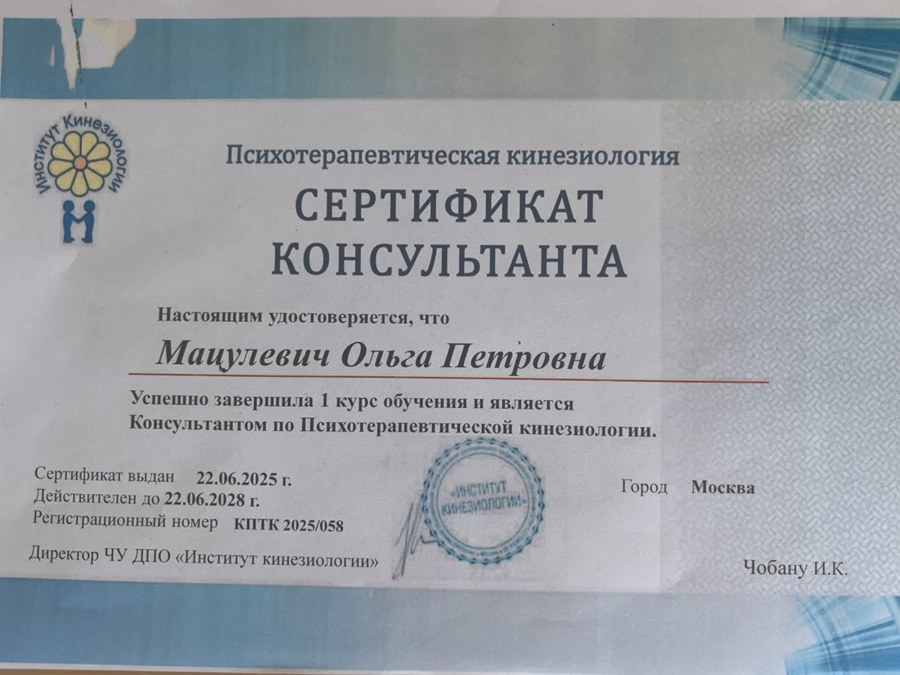 Институт Кинезиологии
Психотерапевтическая кинезиология
СЕРТИФИКАТ
КОНСУЛЬТАНТА
Настоящим удостоверяется, что
Мацулевич Ольга Петровна
Успешно завершила 1 курс обучения и является
Консультантом по Психотерапевтической кинезиологии.
Сертификат выдан 22.06.2025 г.
Действителен до 22.06.2028 г.
Город Москва
Регистрационный номер КПТК 2025/058
«ИНСТИТУТ
КИНЕЗИОЛОГИИ»
Директор ЧУ ДПО «Институт кинезиологии»
Чобану И.К.